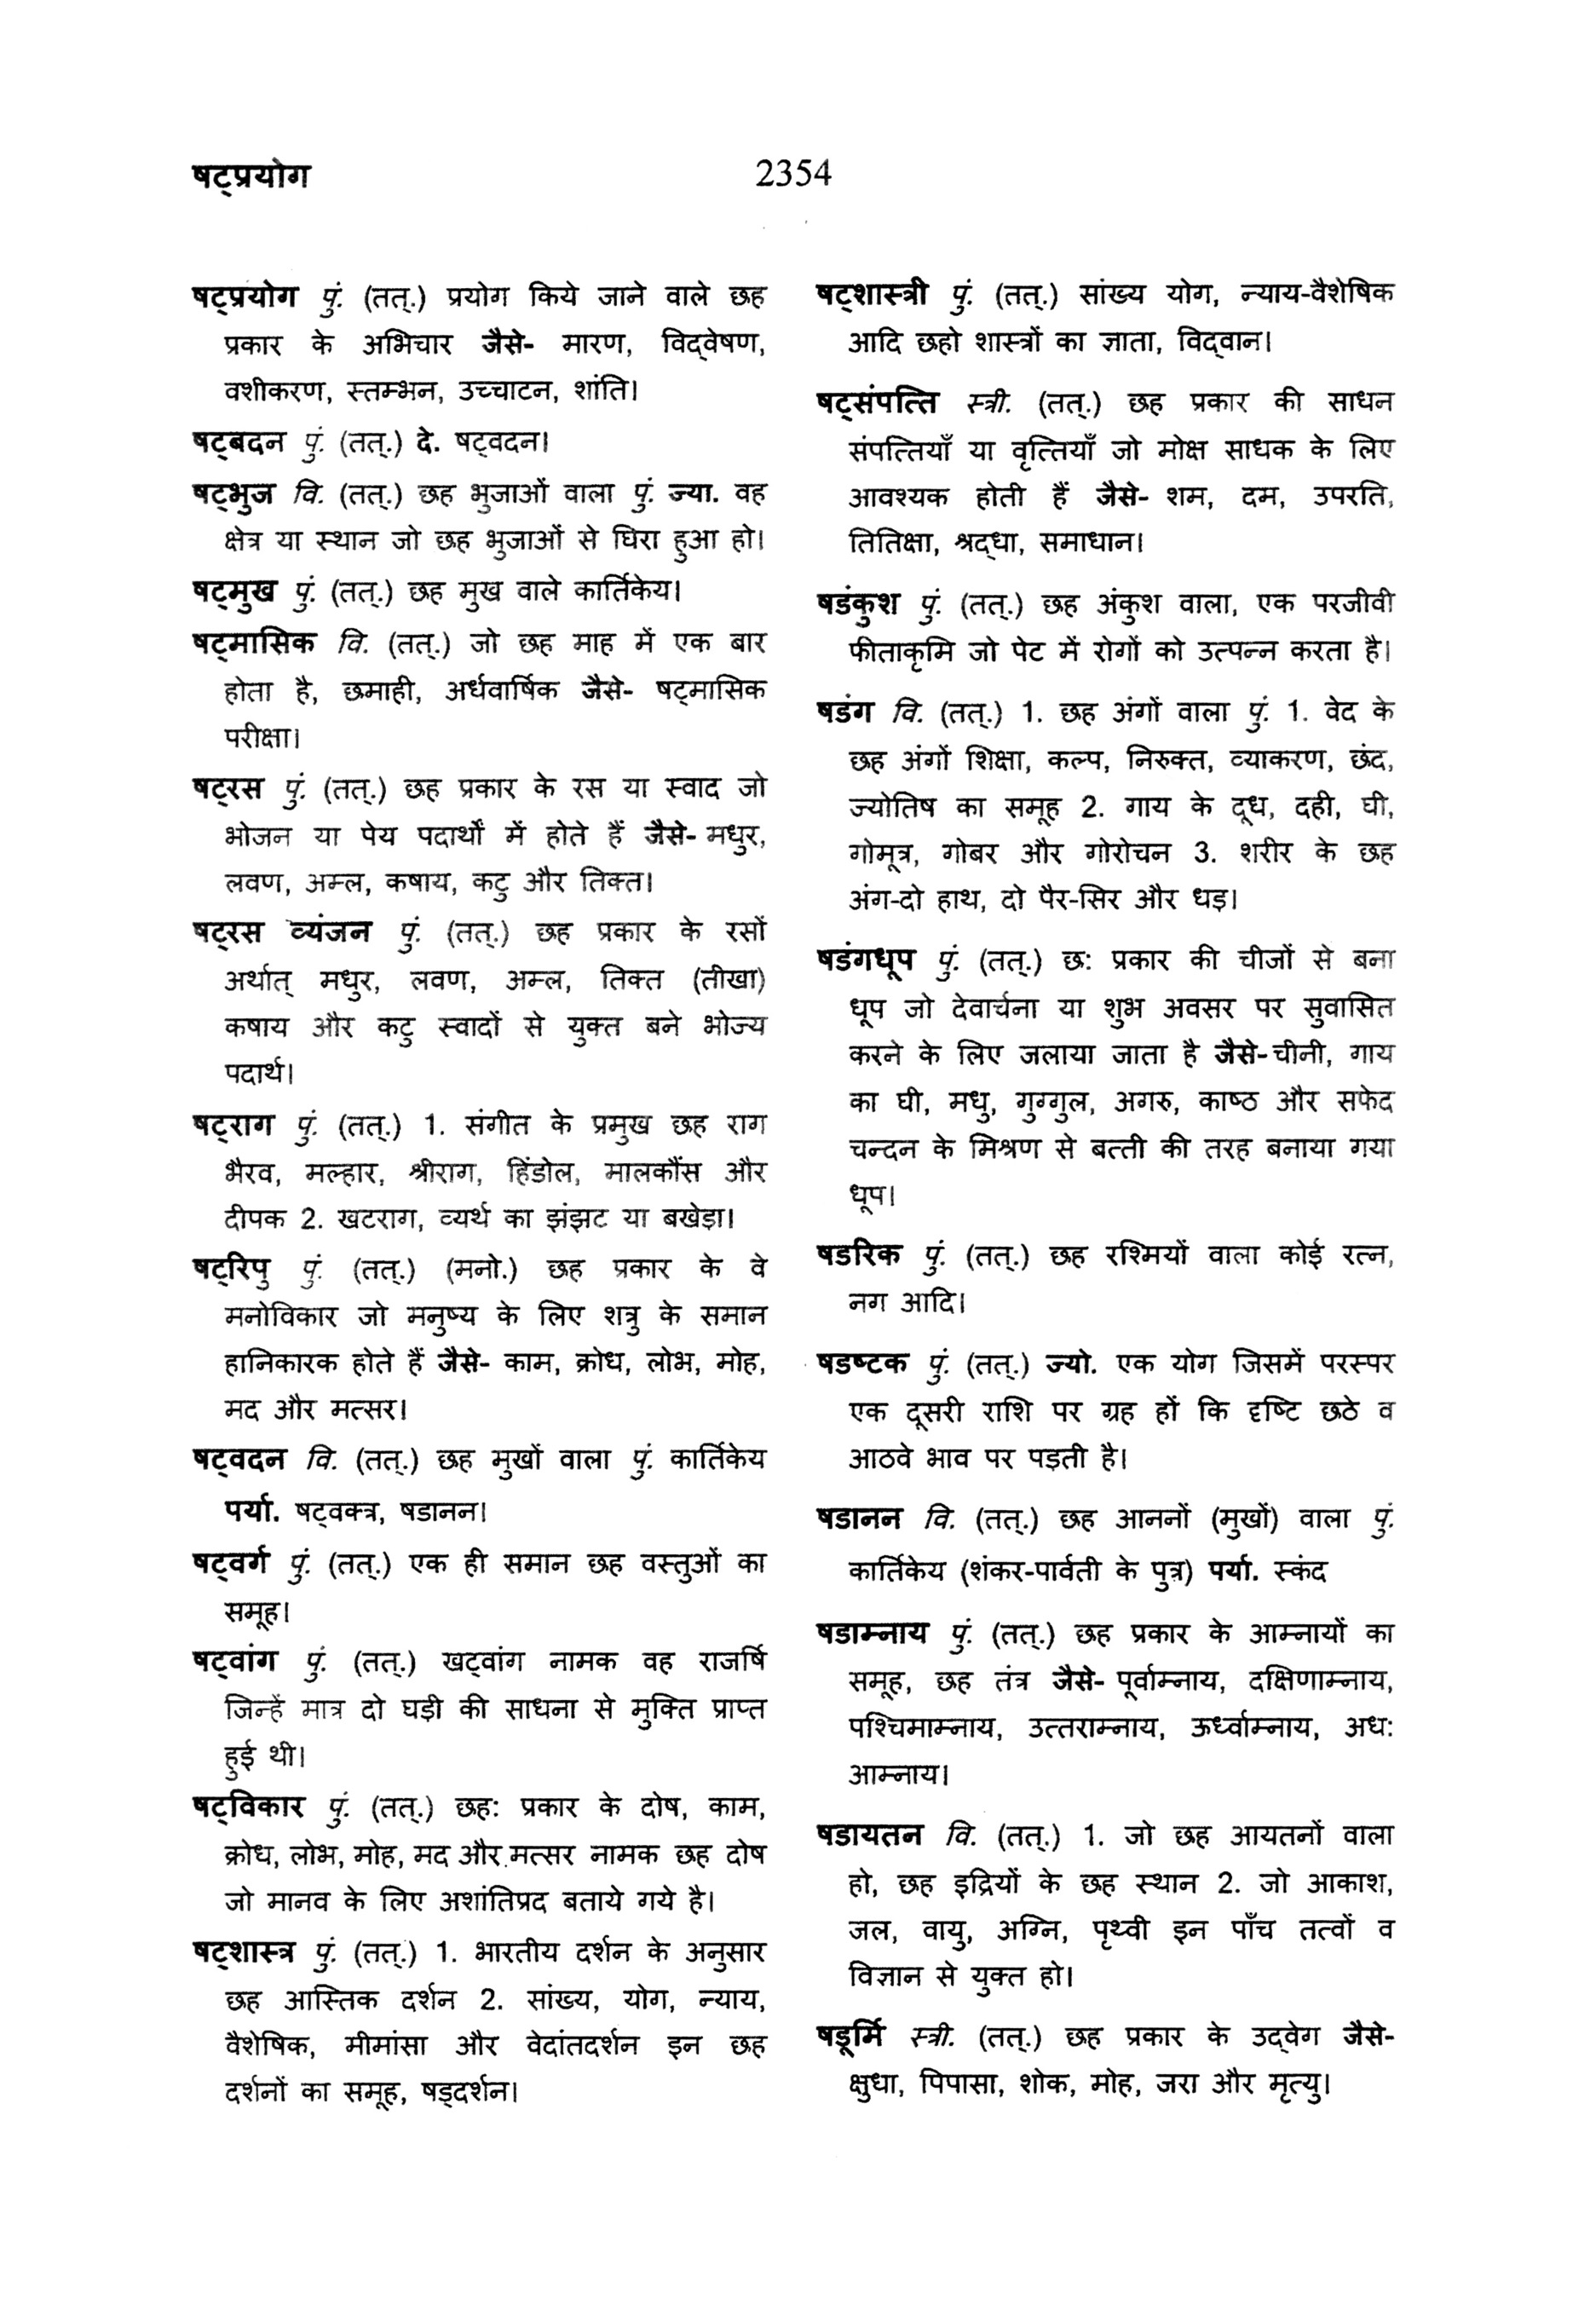 षट्प्रयोग
2354
षट्प्रयोग पुं. (तत्.) प्रयोग किये जाने वाले छह
प्रकार के अभिचार जैसे- मारण, विद्वेषण,
वशीकरण, स्तम्भन, उच्चाटन, शांति।
षट्बदन पुं. (तत्.) दे. षट्वदन।
षट्भुज वि. (तत्.) छह भुजाओं वाला पुं. ज्या. वह
क्षेत्र या स्थान जो छह भुजाओं से घिरा हुआ हो।
षट्मुख पुं. (तत्.) छह मुख वाले कार्तिकेय।
षट्मासिक वि. (तत्.) जो छह माह में एक बार
होता है, छमाही, अर्धवार्षिक जैसे- षट्मासिक
परीक्षा।
षट्रस पुं. (तत्.) छह प्रकार के रस या स्वाद जो
भोजन या पेय पदार्थों में होते हैं जैसे- मधुर,
लवण, अम्ल, कषाय, कटु और तिक्त।
षट्रस व्यंजन पुं. (तत्.) छह प्रकार के रसों
अर्थात् मधुर, लवण, अम्ल, तिक्त (तीखा)
कषाय और कटु स्वादों से युक्त बने भोज्य
पदार्थ।
षट्राग पुं. (तत्.) 1. संगीत के प्रमुख छह राग
भैरव, मल्हार, श्रीराग, हिंडोल, मालकौंस और
दीपक 2. खटराग, व्यर्थ का झंझट या बखेड़ा।
षट्रिपु पुं. (तत्.) (मनो.) छह प्रकार के वे
मनोविकार जो मनुष्य के लिए शत्रु के समान
हानिकारक होते हैं जैसे- काम, क्रोध, लोभ, मोह,
मद और मत्सर।
षट्वदन वि. (तत्.) छह मुखों वाला पुं. कार्तिकेय
पर्या. षट्वक्त्र, षडानन।
षट्वर्ग पुं. (तत्.) एक ही समान छह वस्तुओं का
समूह।
षट्वांग पुं. (तत्.) खट्वांग नामक वह राजर्षि
जिन्हें मात्र दो घड़ी की साधना से मुक्ति प्राप्त
हुई थी।
षट्विकार पुं. (तत्.) छह: प्रकार के दोष, काम,
क्रोध, लोभ, मोह, मद और मत्सर नामक छह दोष
जो मानव के लिए अशांतिप्रद बताये गये है।
षट्शास्त्र पुं. (तत्.) 1. भारतीय दर्शन के अनुसार
छह आस्तिक दर्शन 2. सांख्य, योग, न्याय,
वैशेषिक, मीमांसा और वेदांतदर्शन इन छह
दर्शनों का समूह, षड्दर्शन।
षट्शास्त्री पुं. (तत्.) सांख्य योग, न्याय-वैशेषिक
आदि छहो शास्त्रों का ज्ञाता, विद्वान।
षट्संपत्ति स्त्री. (तत्.) छह प्रकार की साधन
संपत्तियाँ या वृत्तियाँ जो मोक्ष साधक के लिए
आवश्यक होती हैं जैसे- शम, दम, उपरति,
तितिक्षा, श्रद्धा, समाधान।
षडंकुश पुं. (तत्.) छह अंकुश वाला, एक परजीवी
फीताकृमि जो पेट में रोगों को उत्पन्न करता है।
षडंग वि. (तत्.) 1. छह अंगों वाला पुं. 1. वेद के
छह अंगों शिक्षा, कल्प, निरुक्त, व्याकरण, छंद,
ज्योतिष का समूह 2. गाय के दूध, दही, घी,
गोमूत्र, गोबर और गोरोचन 3. शरीर के छह
अंग-दो हाथ, दो पैर-सिर और धड़।
षडंगधूप पुं. (तत्.) छ: प्रकार की चीजों से बना
धूप जो देवार्चना या शुभ अवसर पर सुवासित
करने के लिए जलाया जाता है जैसे- चीनी, गाय
का घी, मधु, गुग्गुल, अगरु, काष्ठ और सफेद
चन्दन के मिश्रण से बत्ती की तरह बनाया गया
धूप।
षडरिक पुं. (तत्.) छह रश्मियों वाला कोई रत्न,
नग आदि।
षडष्टक पुं. (तत्.) ज्यो. एक योग जिसमें परस्पर
एक दूसरी राशि पर ग्रह हों कि दृष्टि छठे व
आठवे भाव पर पड़ती है।
षडानन वि. (तत्.) छह आननों (मुखों) वाला पुं.
कार्तिकेय (शंकर-पार्वती के पुत्र) पर्या. स्कंद
षडाम्नाय पुं. (तत्.) छह प्रकार के आम्नायों का
समूह, छह तंत्र जैसे- पूर्वाम्नाय, दक्षिणाम्नाय,
पश्चिमाम्नाय, उत्तराम्नाय, ऊर्ध्वाम्नाय, अध:
आम्नाय।
षडायतन वि. (तत्.) 1. जो छह आयतनों वाला
हो, छह इद्रियों के छह स्थान 2. जो आकाश,
जल, वायु, अग्नि, पृथ्वी इन पाँच तत्वों व
विज्ञान से युक्त हो।
षडूर्मि स्त्री. (तत्.) छह प्रकार के उद्वेग जैसे-
क्षुधा, पिपासा, शोक, मोह, जरा और मृत्यु।